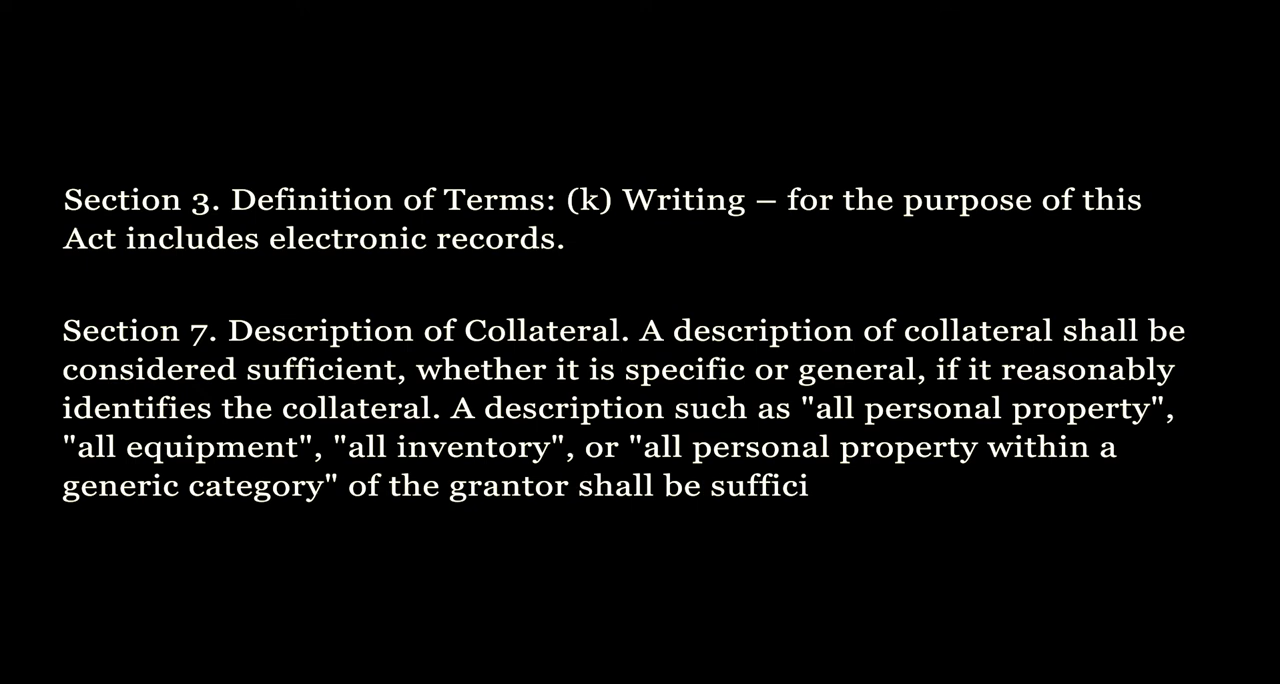 Section 3. Definition of Terms: (k) Writing – for the purpose of this
Act includes electronic records.
Section 7. Description of Collateral. A description of collateral shall be
considered sufficient, whether it is specific or general, if it reasonably
identifies the collateral. A description such as "all personal property",
"all equipment", "all inventory", or "all personal property within a
generic category" of the grantor shall be suffici